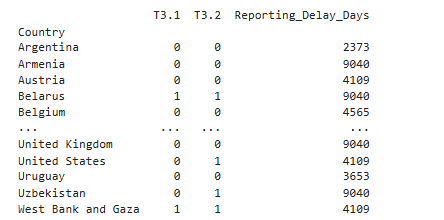 T3.1 T3.2 Reporting_Delay_Days
Country
Argentina 0 0 2373
Armenia 0 0 9040
Austria 0 0 4109
Belarus 1 1 9040
Belgium 0 0 4565
... ... ... ...
United Kingdom 0 0 9040
United States 0 1 4109
Uruguay 0 0 3653
Uzbekistan 0 1 9040
West Bank and Gaza 1 1 4109